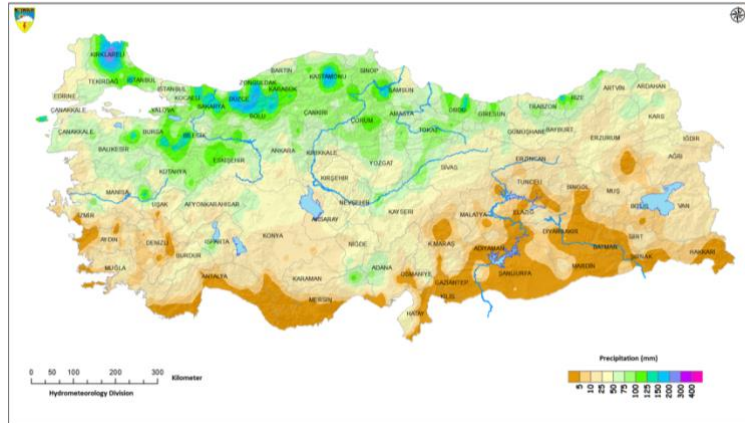 BARTIN
SİNOP
KIRKLARELİ
ZONGULDAK
KASTAMONU
TEKİRDAĞ
İSTANBUL
İSTANBUL
KARABÜK
SAMSUN
ARTVİN
ARDAHAN
EDİRNE
KOCAELİ
SAKARYA
DÜZCE
BOLU
ORDU
TRABZON
RİZE
KARS
ÇANAKKALE
YALOVA
ÇANKIRI
ÇORUM
AMASYA
GİRESUN
ÇANAKKALE
BURSA
BİLECİK
TOKAT
GÜMÜŞHANE
BAYBURT
ERZURUM
IĞDIR
BALIKESİR
ESKİŞEHİR
ANKARA
KIRIKKALE
YOZGAT
SİVAS
ERZİNCAN
AĞRI
KÜTAHYA
KIRŞEHİR
TUNCELİ
BİNGÖL
MUŞ
MANİSA
UŞAK
AFYONKARAHİSAR
NEVŞEHİR
KAYSERİ
MALATYA
ELAZIĞ
BİTLİS
VAN
İZMİR
AKSARAY
DİYARBAKIR
AYDIN
DENİZLİ
ISPARTA
KONYA
NİĞDE
K.MARAŞ
ADIYAMAN
BATMAN
SİİRT
HAKKARİ
BURDUR
MUĞLA
ANTALYA
KARAMAN
ADANA
OSMANİYE
GAZİANTEP
ŞANLIURFA
MARDİN
ŞIRNAK
MERSİN
KİLİS
HATAY
Precipitation (mm)
0 50 100 200 300
Kilometer
5 10 25 50 75 100 125 150 200 300 400
Hydrometeorology Division